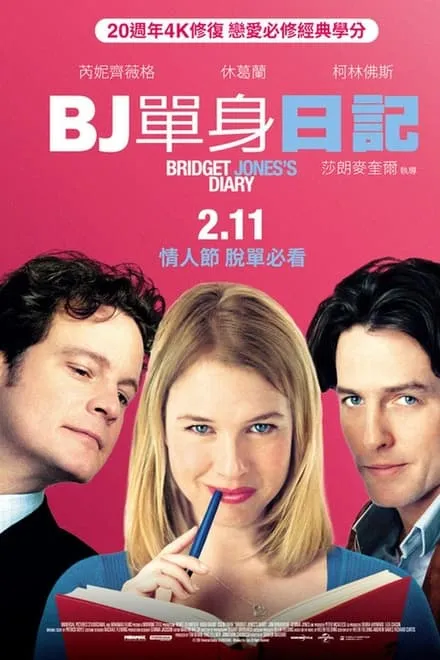 20週年4K修復 戀愛必修經典學分
芮妮齊薇格 休葛蘭 柯林佛斯
BJ單身日記
BRIDGET JONES'S
DIARY
莎朗麥奎爾 執導
2.11
情人節 脫單必看